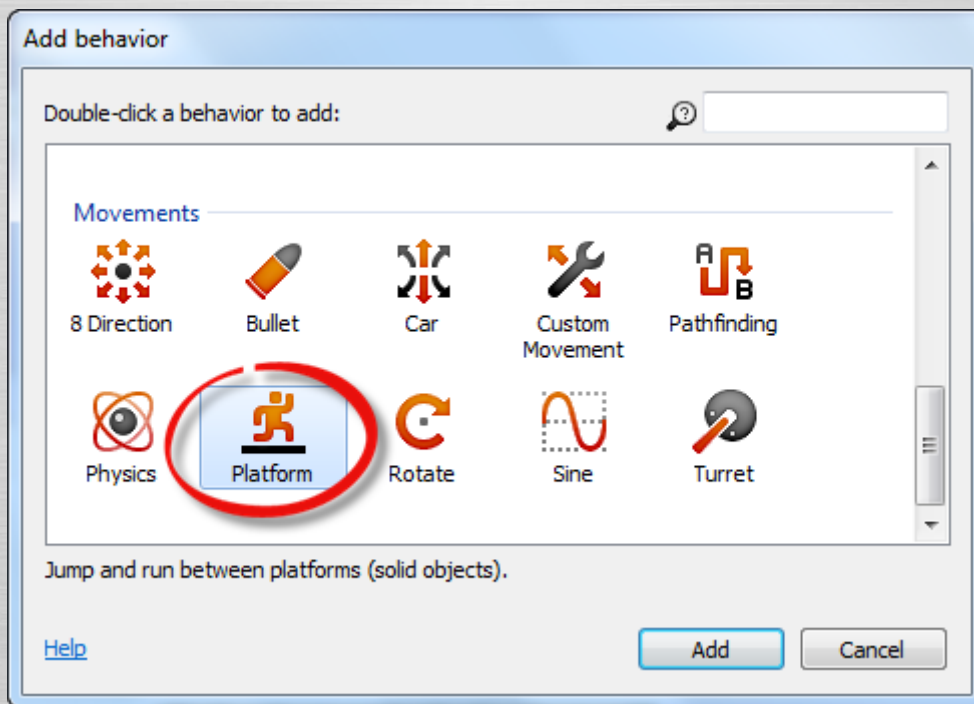 Add behavior
Double-click a behavior to add:
Movements
8 Direction
Bullet
Car
Custom
Movement
Pathfinding
A
B
Physics
Platform
Rotate
Sine
Turret
Jump and run between platforms (solid objects).
Help
Add
Cancel